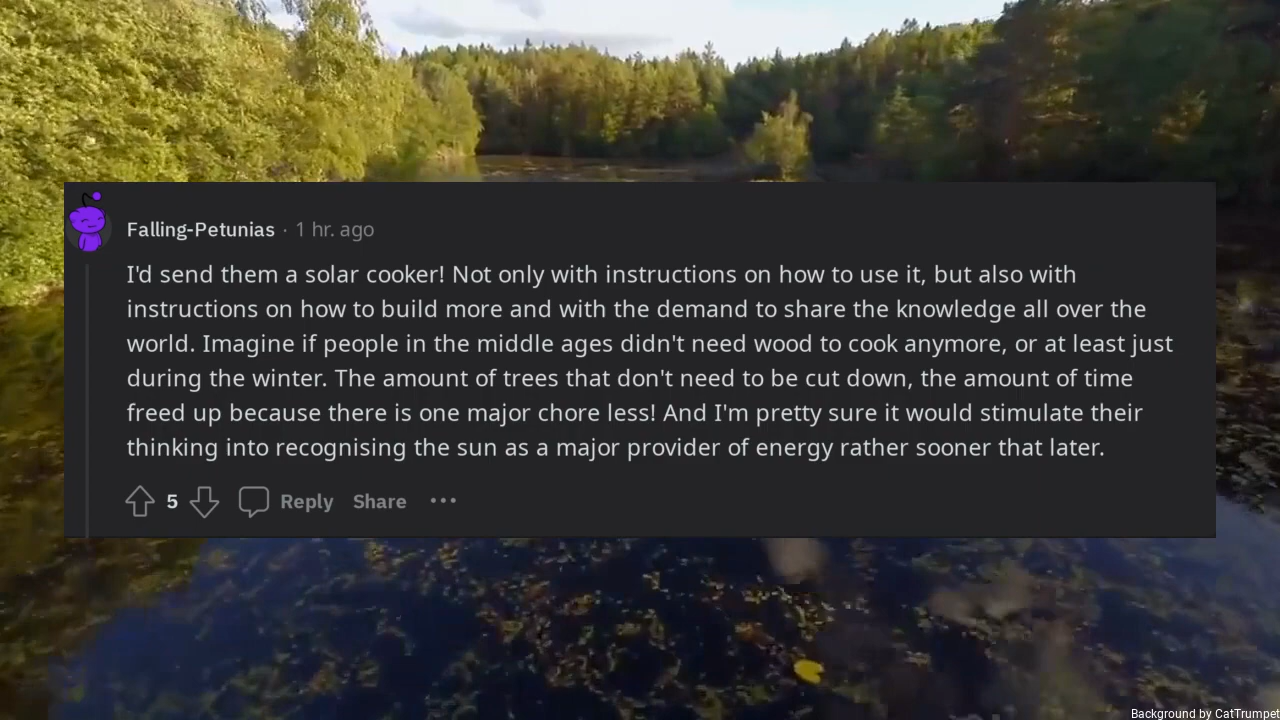 Falling-Petunias · 1 hr. ago
I'd send them a solar cooker! Not only with instructions on how to use it, but also with
instructions on how to build more and with the demand to share the knowledge all over the
world. Imagine if people in the middle ages didn't need wood to cook anymore, or at least just
during the winter. The amount of trees that don't need to be cut down, the amount of time
freed up because there is one major chore less! And I'm pretty sure it would stimulate their
thinking into recognising the sun as a major provider of energy rather sooner that later.
5 Reply Share ···
Background by CatTrumpet